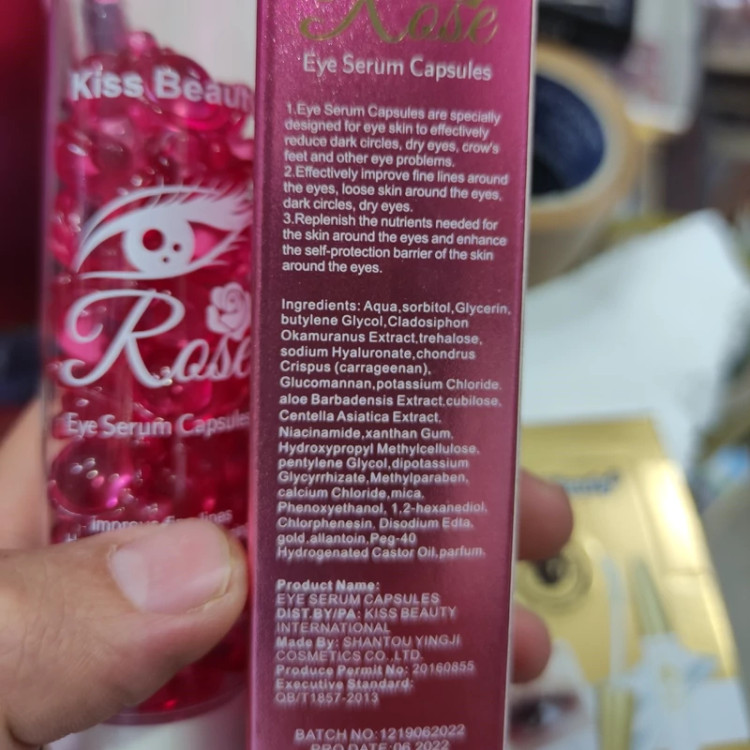 Kiss Beauty
Rose
Eye Serum Capsules
Rose
Eye Serum Capsules
1.Eye Serum Capsules are specially
designed for eye skin to effectively
reduce dark circles, dry eyes, crow's
feet and other eye problems.
2.Effectively improve fine lines around
the eyes, loose skin around the eyes,
dark circles, dry eyes.
3.Replenish the nutrients needed for
the skin around the eyes and enhance
the self-protection barrier of the skin
around the eyes.
Ingredients: Aqua,sorbitol,Glycerin,
butylene Glycol,Cladosiphon
Okamuranus Extract,trehalose,
sodium Hyaluronate,chondrus
Crispus (carrageenan),
Glucomannan,potassium Chloride,
aloe Barbadensis Extract,cubilose,
Centella Asiatica Extract,
Niacinamide,xanthan Gum,
Hydroxypropyl Methylcellulose,
pentylene Glycol,dipotassium
Glycyrrhizate,Methylparaben,
calcium Chloride,mica,
Phenoxyethanol, 1,2-hexanediol,
Chlorphenesin, Disodium Edta,
gold,allantoin,Peg-40
Hydrogenated Castor Oil,parfum.
Product Name:
EYE SERUM CAPSULES
DIST.BY/PA: KISS BEAUTY
INTERNATIONAL
Made By: SHANTOU YINGJI
COSMETICS CO.,LTD.
Produce Permit No: 20160855
Executive Standard:
QB/T1857-2013
BATCH NO:1219062022
PRO DATE:06.2022